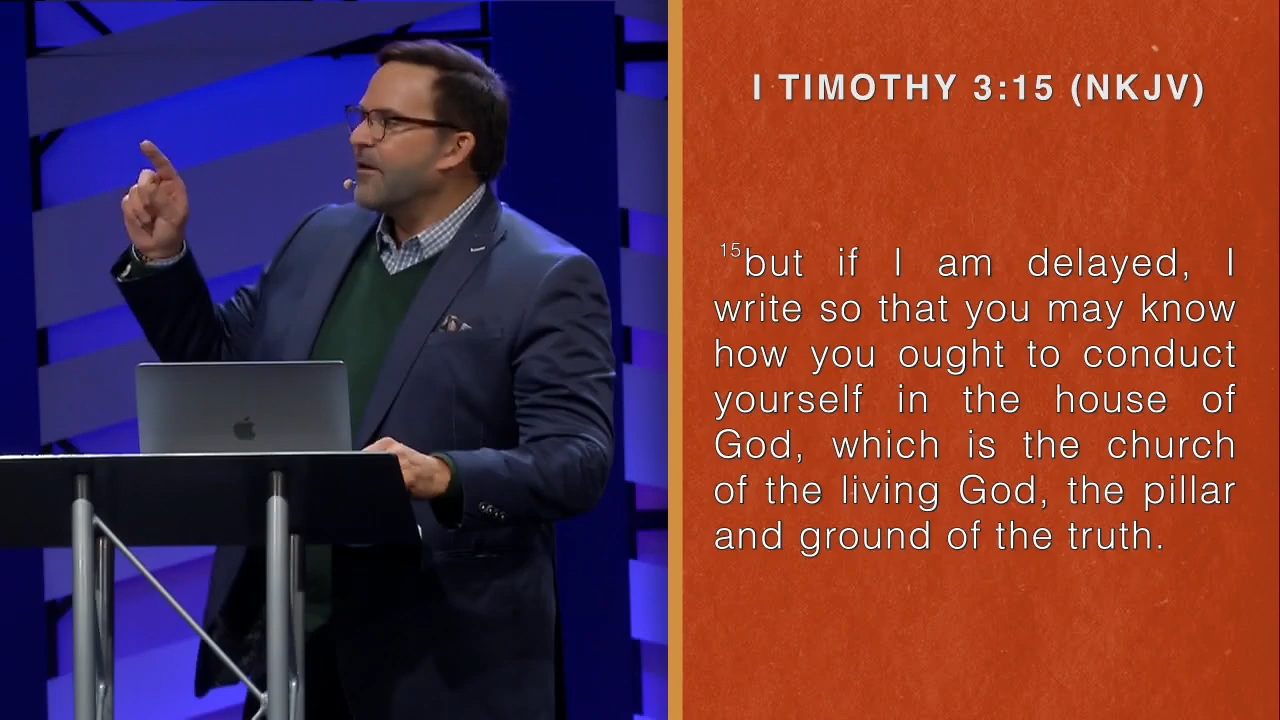 I TIMOTHY 3:15 (NKJV)
15but if I am delayed, I
write so that you may know
how you ought to conduct
yourself in the house of
God, which is the church
of the living God, the pillar
and ground of the truth.